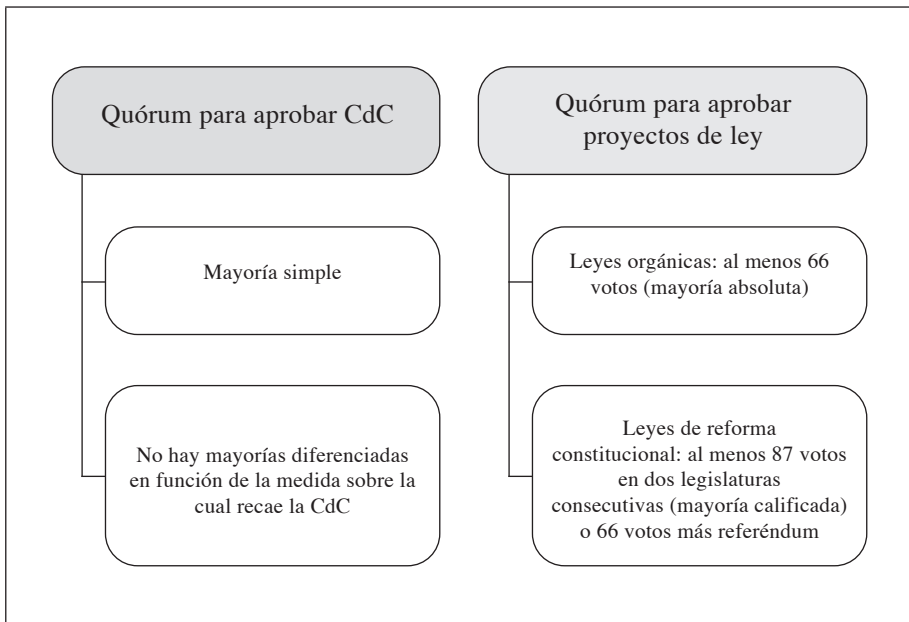 Quórum para aprobar CdC
Mayoría simple
No hay mayorías diferenciadas
en función de la medida sobre la
cual recae la CdC
Quórum para aprobar
proyectos de ley
Leyes orgánicas: al menos 66
votos (mayoría absoluta)
Leyes de reforma
constitucional: al menos 87 votos
en dos legislaturas
consecutivas (mayoría calificada)
o 66 votos más referéndum